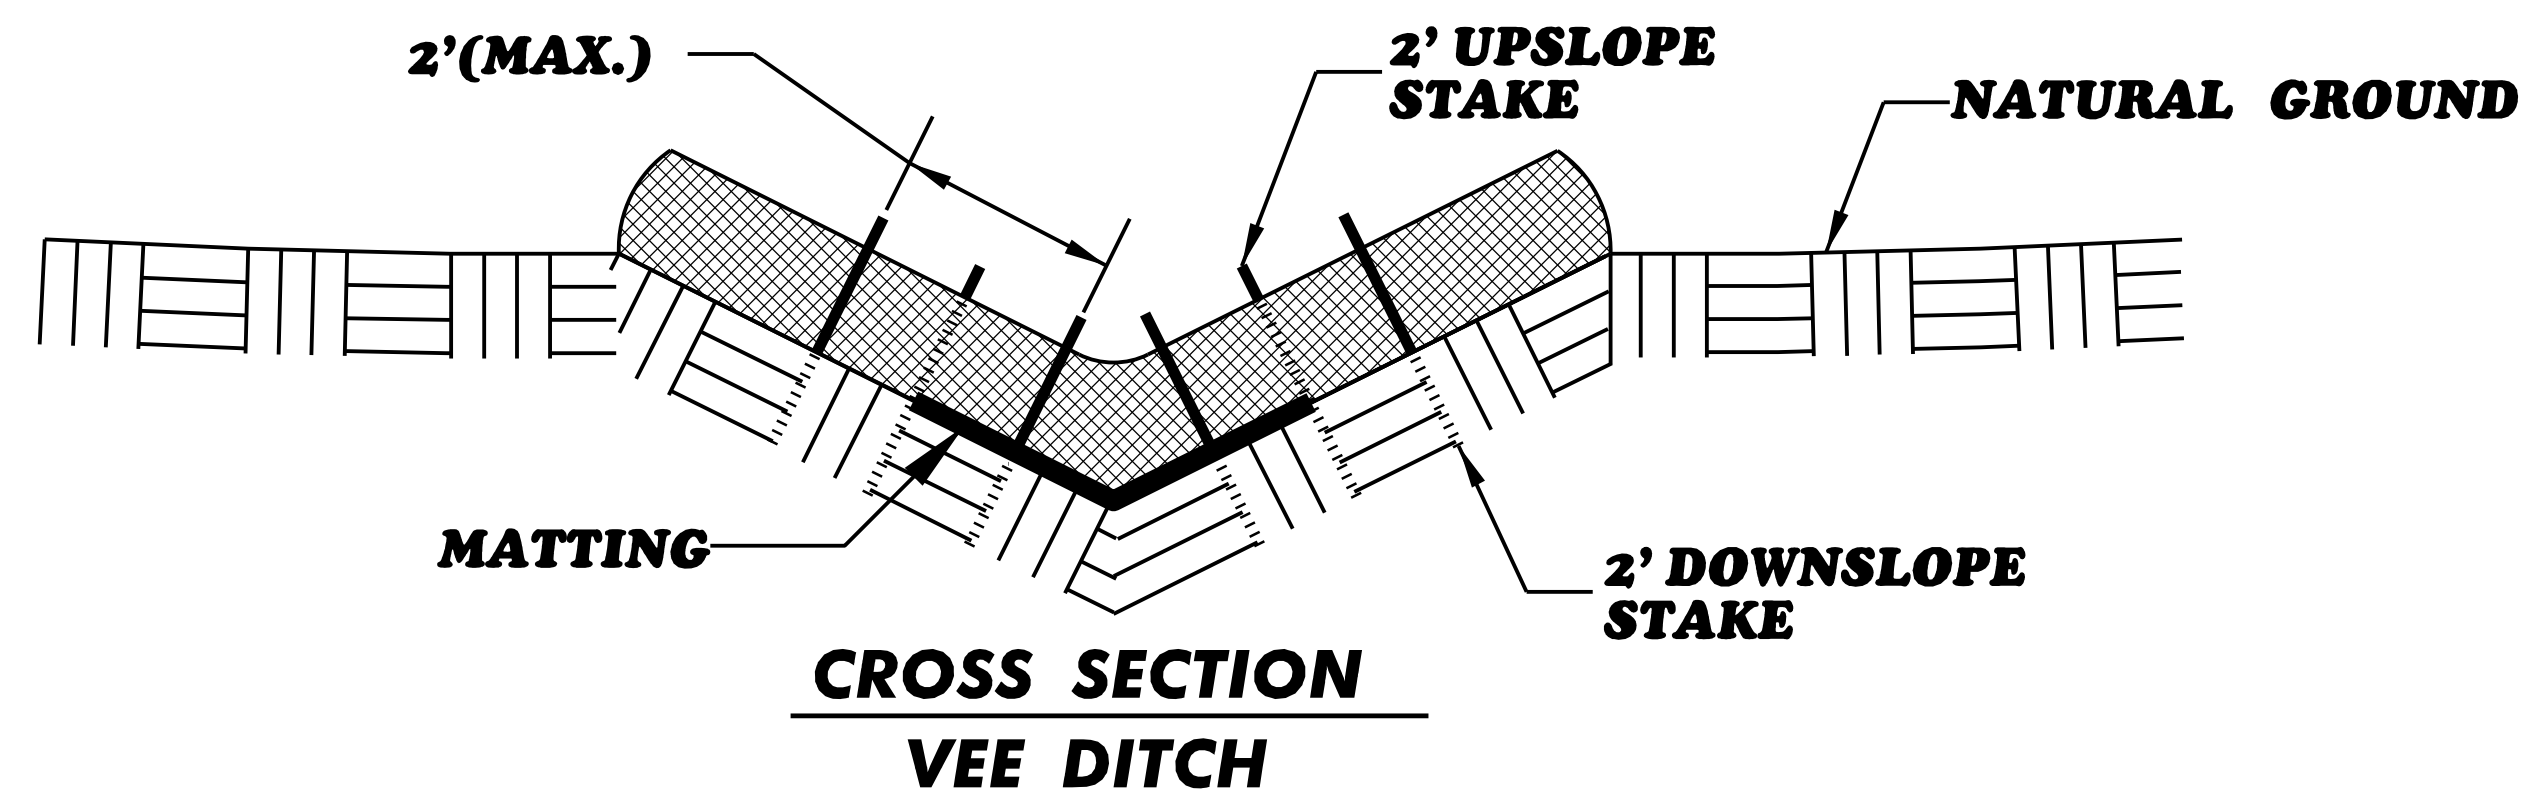 2'(MAX.)
2' UPSLOPE
STAKE
NATURAL GROUND
MATTING
2' DOWNSLOPE
STAKE
CROSS SECTION
VEE DITCH